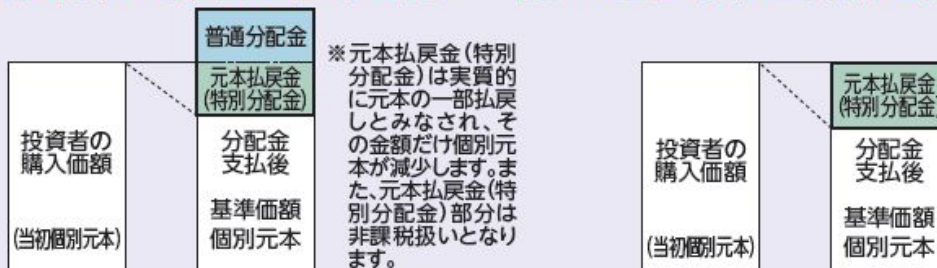 普通分配金
元本払戻金
(特別分配金)
投資者の
購入価額
(当初個別元本)
分配金
支払後
基準価額
個別元本
※元本払戻金(特別
分配金)は実質的
に元本の一部払戻
しとみなされ、そ
の金額だけ個別元
本が減少します。ま
た、元本払戻金(特
別分配金)部分は
非課税扱いとなり
ます。
投資者の
購入価額
(当初個別元本)
元本払戻金
(特別分配金)
分配金
支払後
基準価額
個別元本